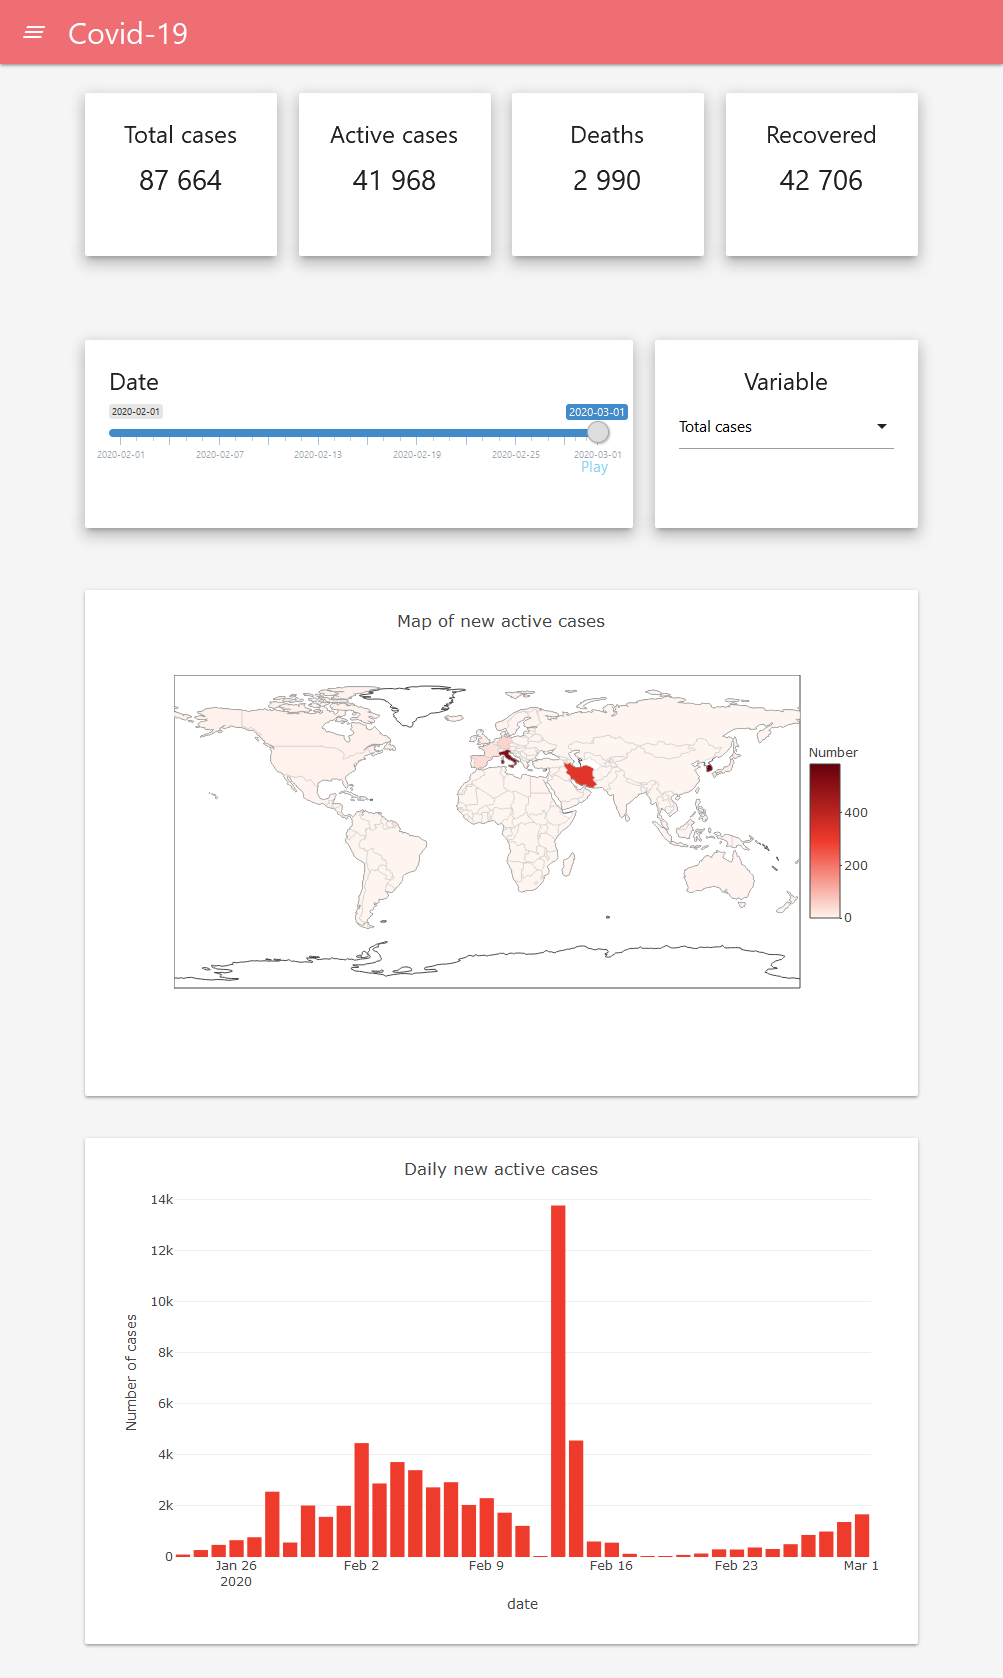 Covid-19
Total cases
87 664
Active cases
41 968
Deaths
2 990
Recovered
42 706
Date
2020-02-01
2020-03-01
2020-02-01 2020-02-07 2020-02-13 2020-02-19 2020-02-25 2020-03-01
Play
Variable
Total cases
Map of new active cases
Number
400
200
0
Daily new active cases
14k
12k
10k
8k
6k
4k
2k
0
Number of cases
Jan 26 Feb 2 Feb 9 Feb 16 Feb 23 Mar 1
2020
date